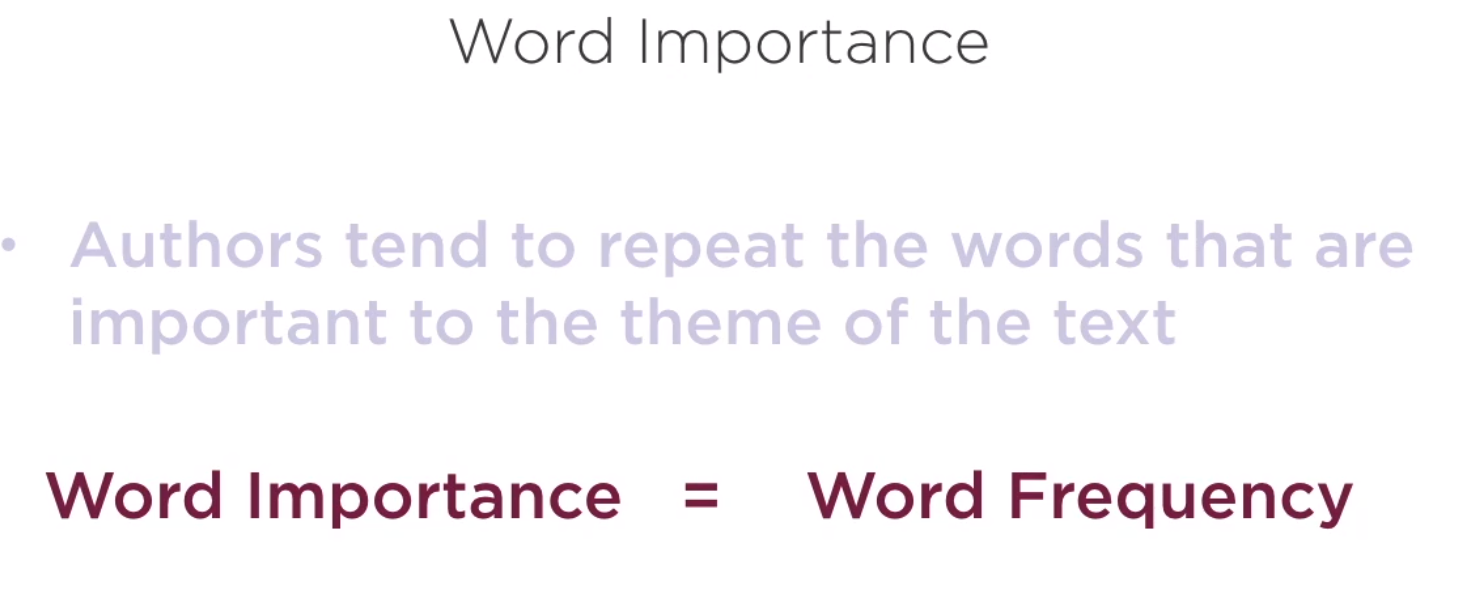 Word Importance
• Authors tend to repeat the words that are
important to the theme of the text
Word Importance = Word Frequency